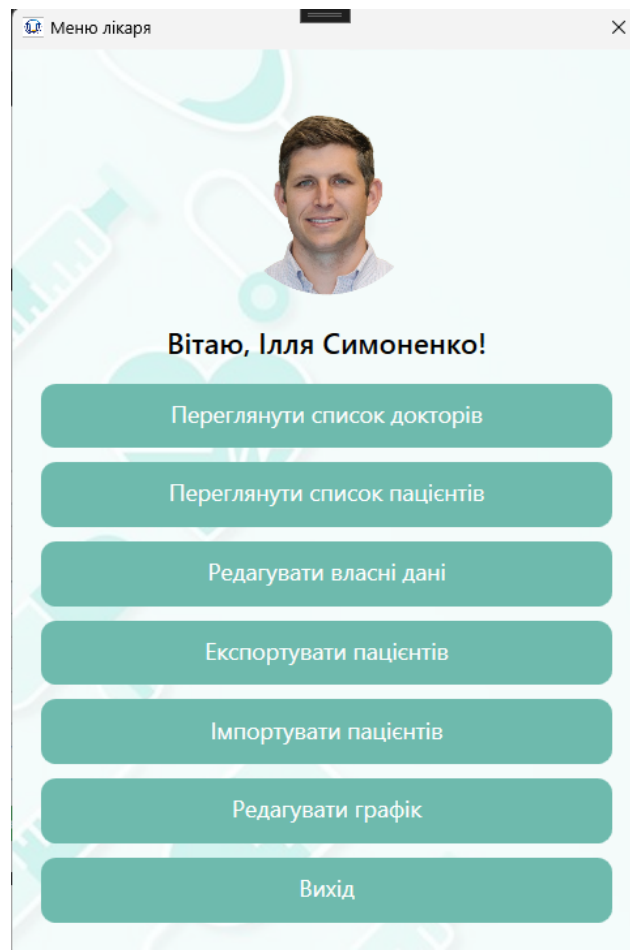 Меню лікаря
Вітаю, Ілля Симоненко!
Переглянути список докторів
Переглянути список пацієнтів
Редагувати власні дані
Експортувати пацієнтів
Імпортувати пацієнтів
Редагувати графік
Вихід